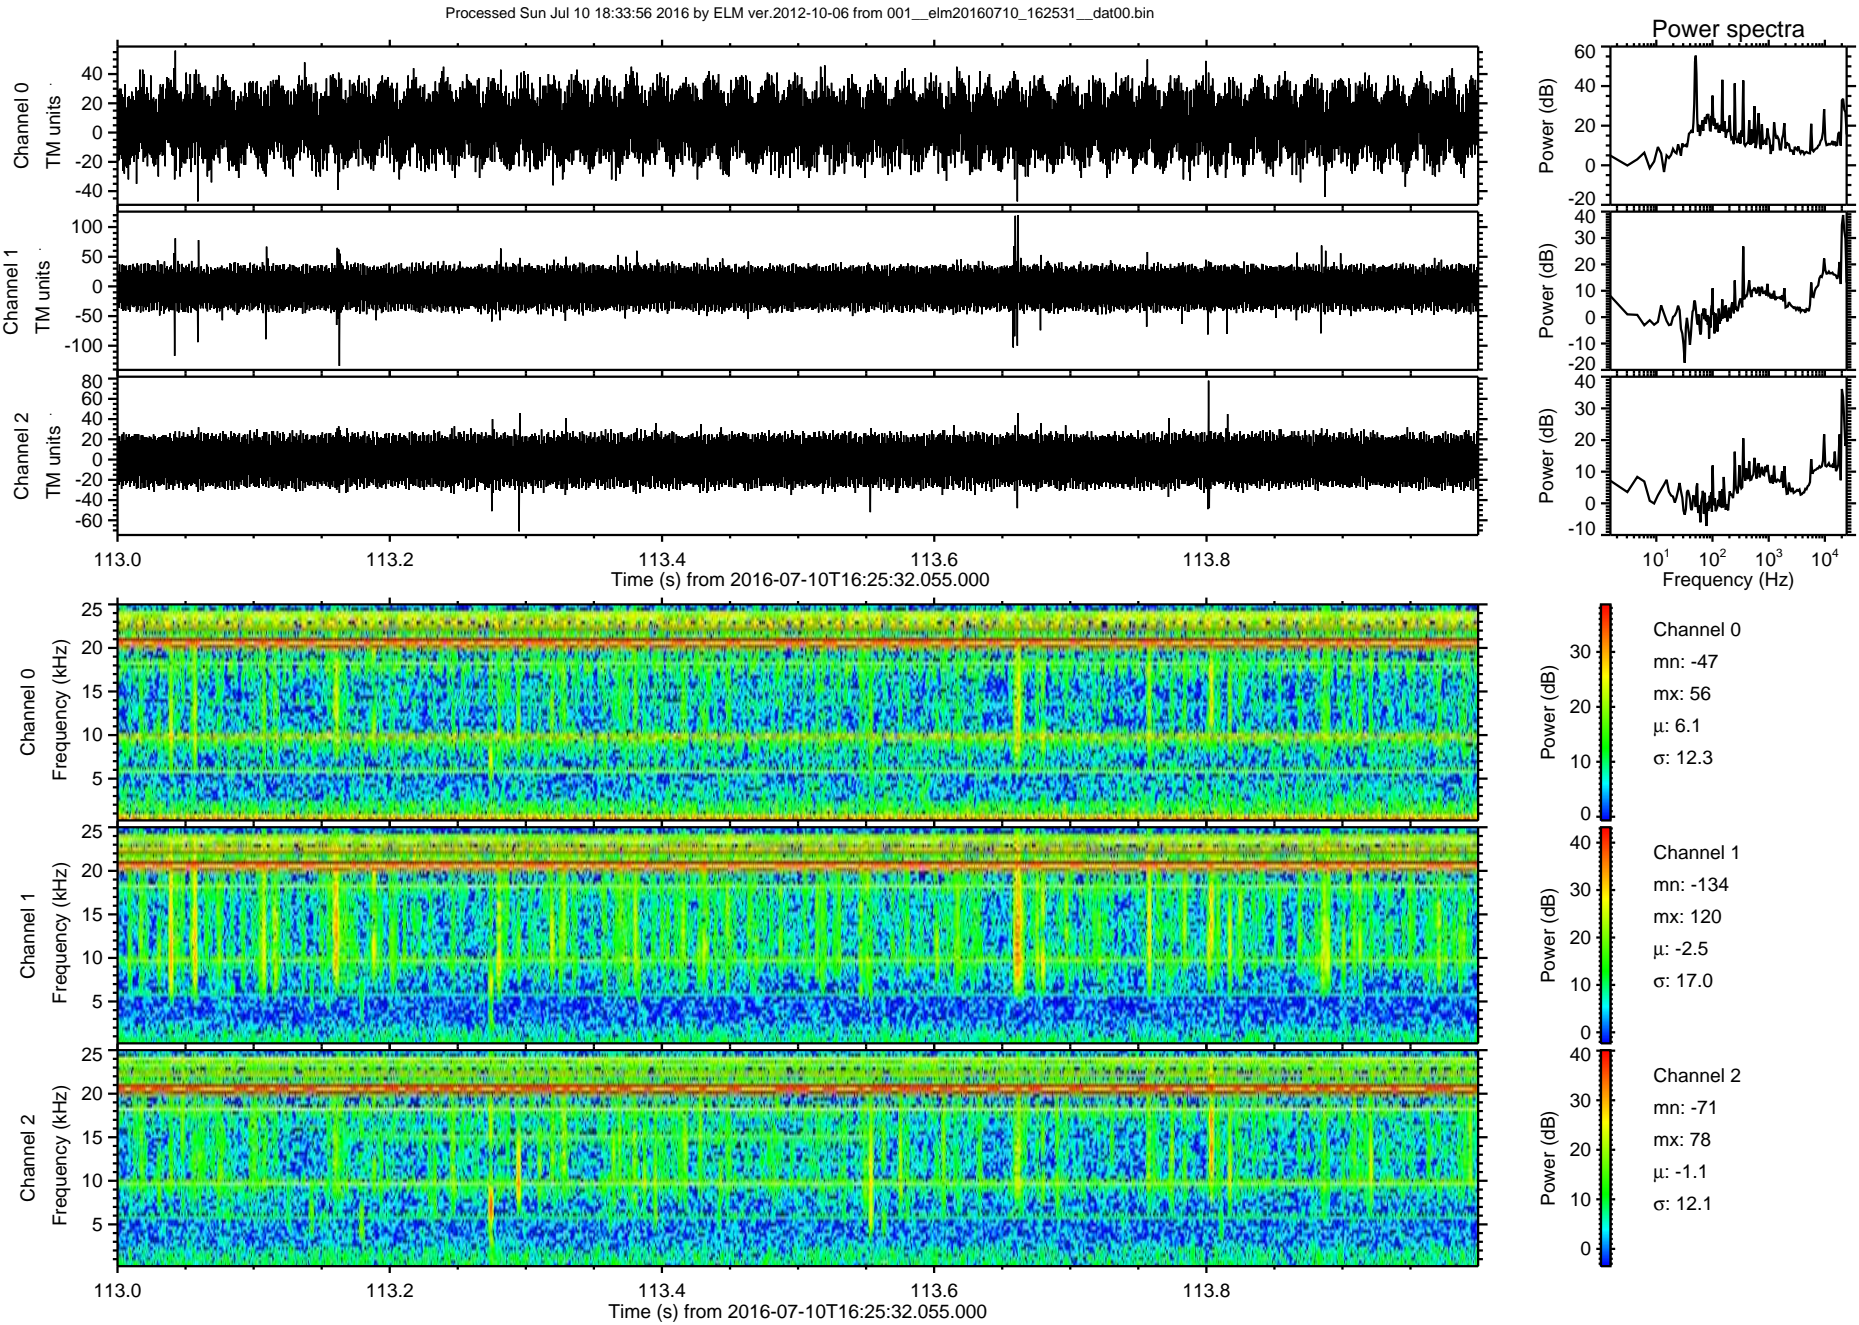 Processed Sun Jul 10 18:33:56 2016 by ELM ver.2012-10-06 from 001__elm20160710_162531__dat00.bin
Power spectra
Channel 0
TM units
40
20
0
-20
-40
Power (dB)
60
40
20
0
-20
Channel 1
TM units
100
50
0
-50
-100
Power (dB)
40
30
20
10
0
-10
-20
Channel 2
TM units
80
60
40
20
0
-20
-40
-60
Power (dB)
40
30
20
10
0
-10
113.0 113.2 113.4 113.6 113.8
Time (s) from 2016-07-10T16:25:32.055.000
10¹ 10² 10³ 10⁴
Frequency (Hz)
Channel 0
Frequency (kHz)
25
20
15
10
5
Power (dB)
30
20
10
0
Channel 0
mn: -47
mx: 56
μ: 6.1
σ: 12.3
Channel 1
Frequency (kHz)
25
20
15
10
5
Power (dB)
40
30
20
10
0
Channel 1
mn: -134
mx: 120
μ: -2.5
σ: 17.0
Channel 2
Frequency (kHz)
25
20
15
10
5
Power (dB)
40
30
20
10
0
Channel 2
mn: -71
mx: 78
μ: -1.1
σ: 12.1
113.0 113.2 113.4 113.6 113.8
Time (s) from 2016-07-10T16:25:32.055.000